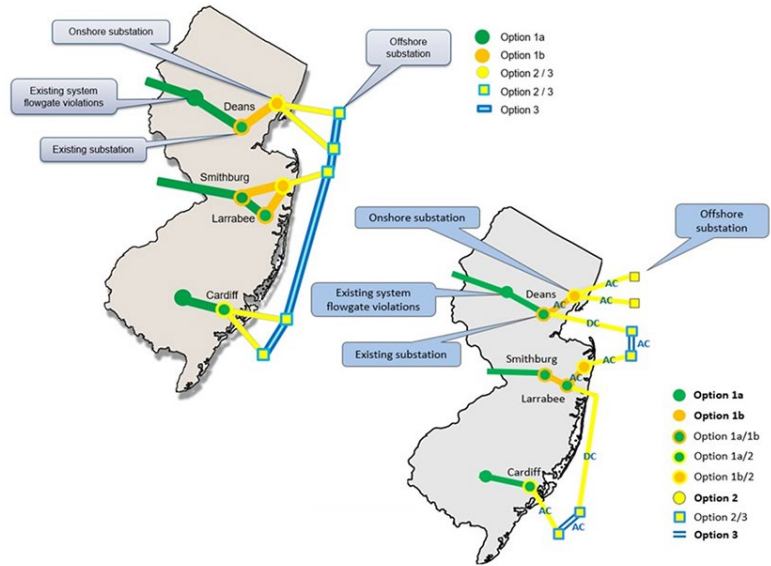 Onshore substation
Offshore
substation
Option 1a
Option 1b
Option 2 / 3
Option 2 / 3
Option 3
Existing system
flowgate violations
Deans
Existing substation
Smithburg
Larrabee
Cardiff
Onshore substation
Offshore
substation
Existing system
flowgate violations
Deans
AC
AC
AC
DC
AC
Existing substation
Smithburg
AC
AC
Larrabee
DC
Cardiff
AC
AC
Option 1a
Option 1b
Option 1a/1b
Option 1a/2
Option 1b/2
Option 2
Option 2/3
Option 3